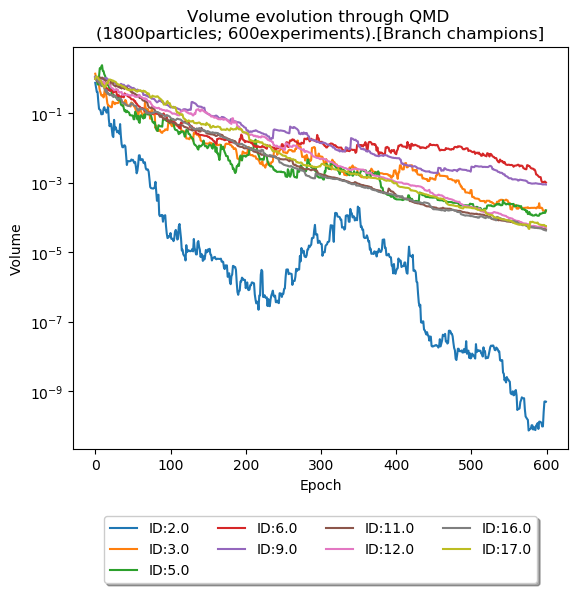 Volume evolution through QMD
(1800particles; 600experiments).[Branch champions]
10⁻¹
10⁻³
10⁻⁵
10⁻⁷
10⁻⁹
Volume
0 100 200 300 400 500 600
Epoch
ID:2.0 ID:6.0 ID:11.0 ID:16.0
ID:3.0 ID:9.0 ID:12.0 ID:17.0
ID:5.0